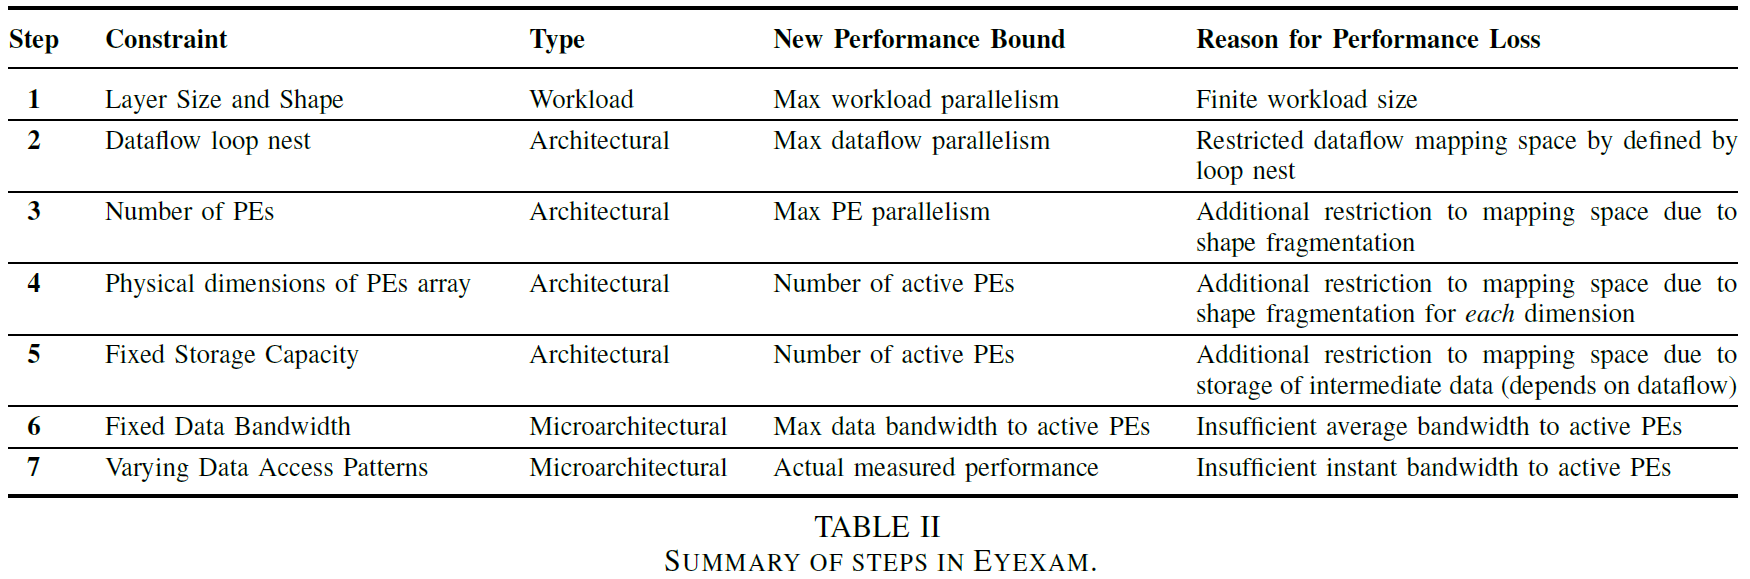 Step Constraint Type New Performance Bound Reason for Performance Loss
1 Layer Size and Shape Workload Max workload parallelism Finite workload size
2 Dataflow loop nest Architectural Max dataflow parallelism Restricted dataflow mapping space by defined by
loop nest
3 Number of PEs Architectural Max PE parallelism Additional restriction to mapping space due to
shape fragmentation
4 Physical dimensions of PEs array Architectural Number of active PEs Additional restriction to mapping space due to
shape fragmentation for each dimension
5 Fixed Storage Capacity Architectural Number of active PEs Additional restriction to mapping space due to
storage of intermediate data (depends on dataflow)
6 Fixed Data Bandwidth Microarchitectural Max data bandwidth to active PEs Insufficient average bandwidth to active PEs
7 Varying Data Access Patterns Microarchitectural Actual measured performance Insufficient instant bandwidth to active PEs
TABLE II
SUMMARY OF STEPS IN EYEXAM.